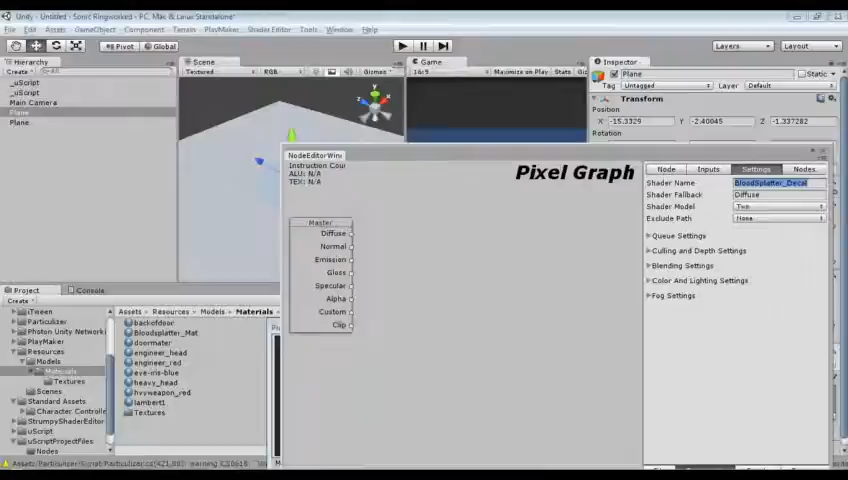 Unity - Untitled - Sonic Ringworked - PC, Mac & Linux Standalone*
File Edit Assets GameObject Component Terrain PlayMaker Shader Editor Tools Window Help
Pivot Global Layers Layout
Hierarchy
Create All
_uScript
_uScript
Main Camera
Plane
Plane
Scene
Textured RGB Gizmos
y
z x
Game
16:9 Maximize on Play Stats Gi
Inspector
Plane Static
Tag Untagged Layer Default
Transform
Position
X -15.3329 Y -2.40045 Z -1.337282
Rotation
NodeEditorWind
Instruction Cour
ALU: N/A
TEX: N/A
Pixel Graph
Master
Diffuse
Normal
Emission
Gloss
Specular
Alpha
Custom
Clip
Node Inputs Settings Nodes
Shader Name BloodSplatter_Decal
Shader Fallback Diffuse
Shader Model Two
Exclude Path None
Queue Settings
Culling and Depth Settings
Blending Settings
Color And Lighting Settings
Fog Settings
Project Console
Create
iTween
Particulizer
Photon Unity Network
PlayMaker
Resources
Models
Materials
Textures
Scenes
Standard Assets
Character Controlle
StrumpyShaderEditor
uScript
uScriptProjectFiles
Nodes
Assets Resources Models Materials
backofdoor
Bloodsplatter_Mat
doormater
engineer_head
engineer_red
eye-iris-blue
heavy_head
hvyweapon_red
lambert1
Textures